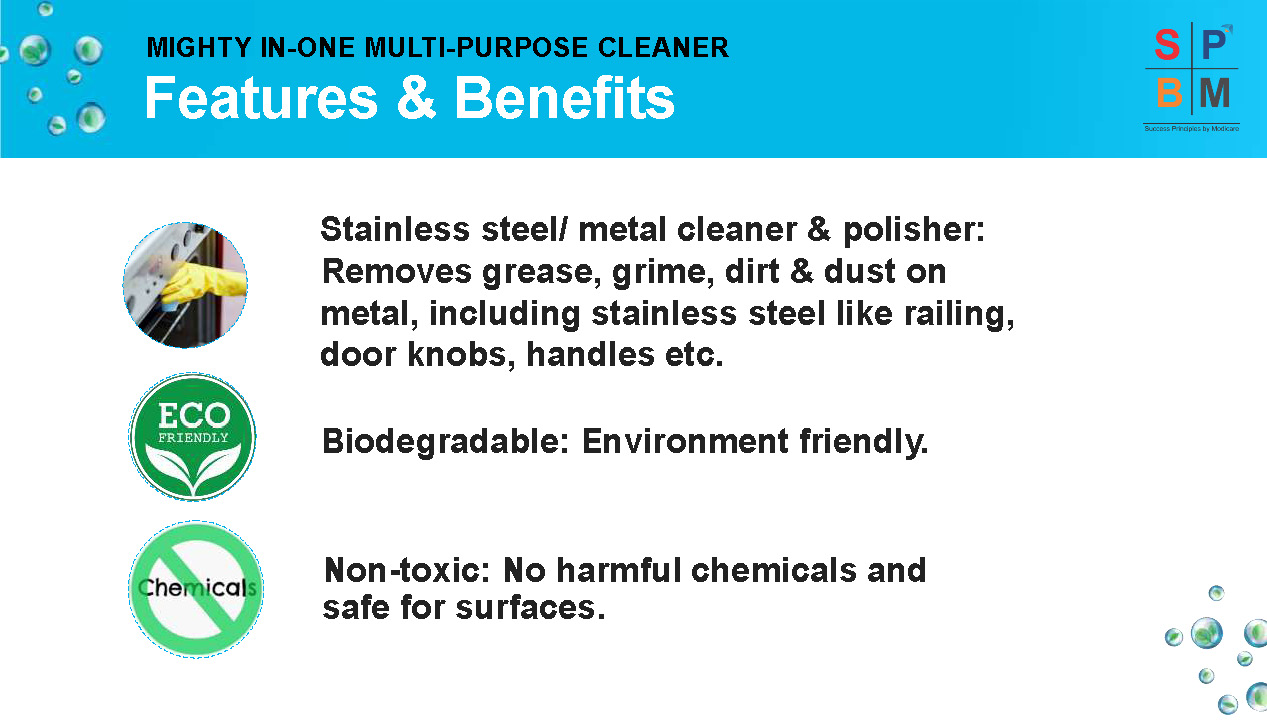 MIGHTY IN-ONE MULTI-PURPOSE CLEANER
Features & Benefits
S P
B M
Success Principles by Modicare
Stainless steel/ metal cleaner & polisher:
Removes grease, grime, dirt & dust on
metal, including stainless steel like railing,
door knobs, handles etc.
ECO
FRIENDLY
Biodegradable: Environment friendly.
Chemicals
Non-toxic: No harmful chemicals and
safe for surfaces.